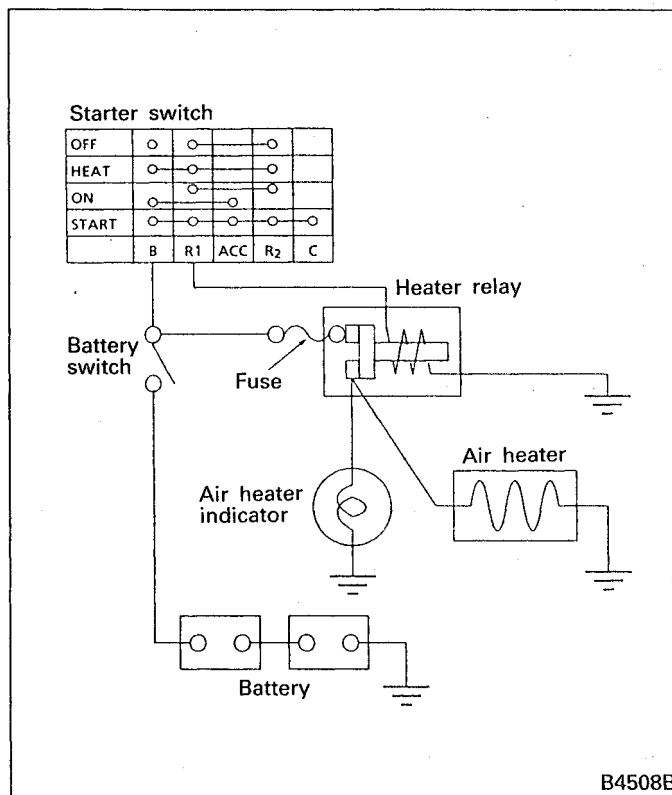 Starter switch
OFF
HEAT
ON
START
B R1 ACC R2 C
Heater relay
Battery
switch
Fuse
Air heater
Air heater
indicator
Battery
B4508B